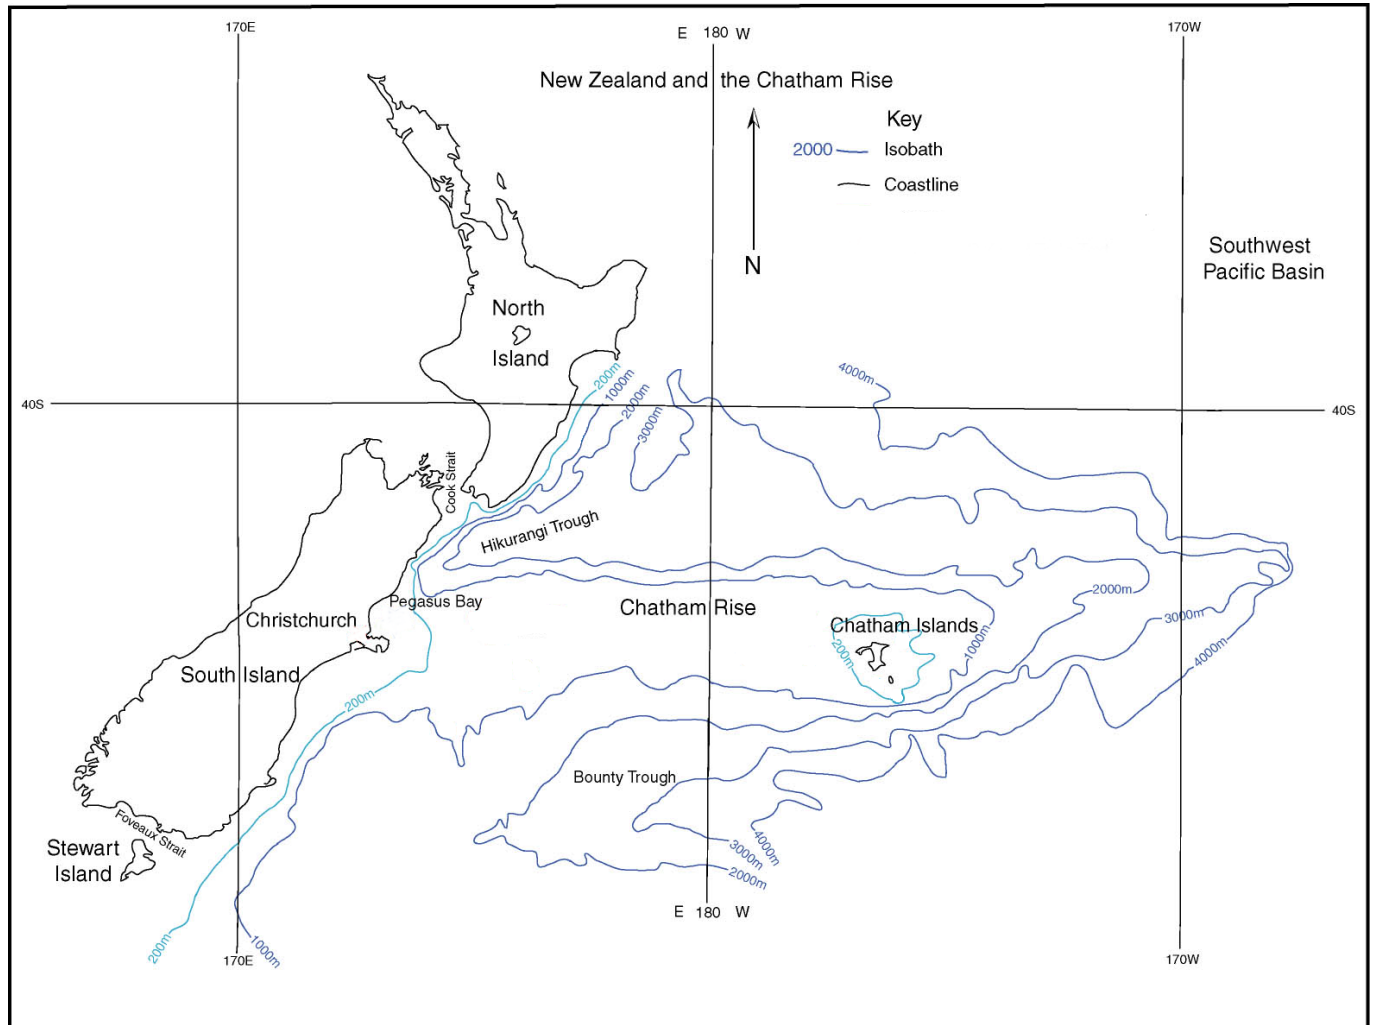 170E
E 180 W
170W
New Zealand and the Chatham Rise
Key
2000 Isobath
Coastline
N
Southwest
Pacific Basin
North
Island
200m
1000m
2000m
3000m
4000m
40S
40S
Cook Strait
Hikurangi Trough
Pegasus Bay
Chatham Rise
Christchurch
Chatham Islands
200m
1000m
2000m
3000m
4000m
South Island
200m
Bounty Trough
Foveaux Strait
Stewart
Island
4000m
3000m
2000m
E 180 W
200m
1000m
170E
170W